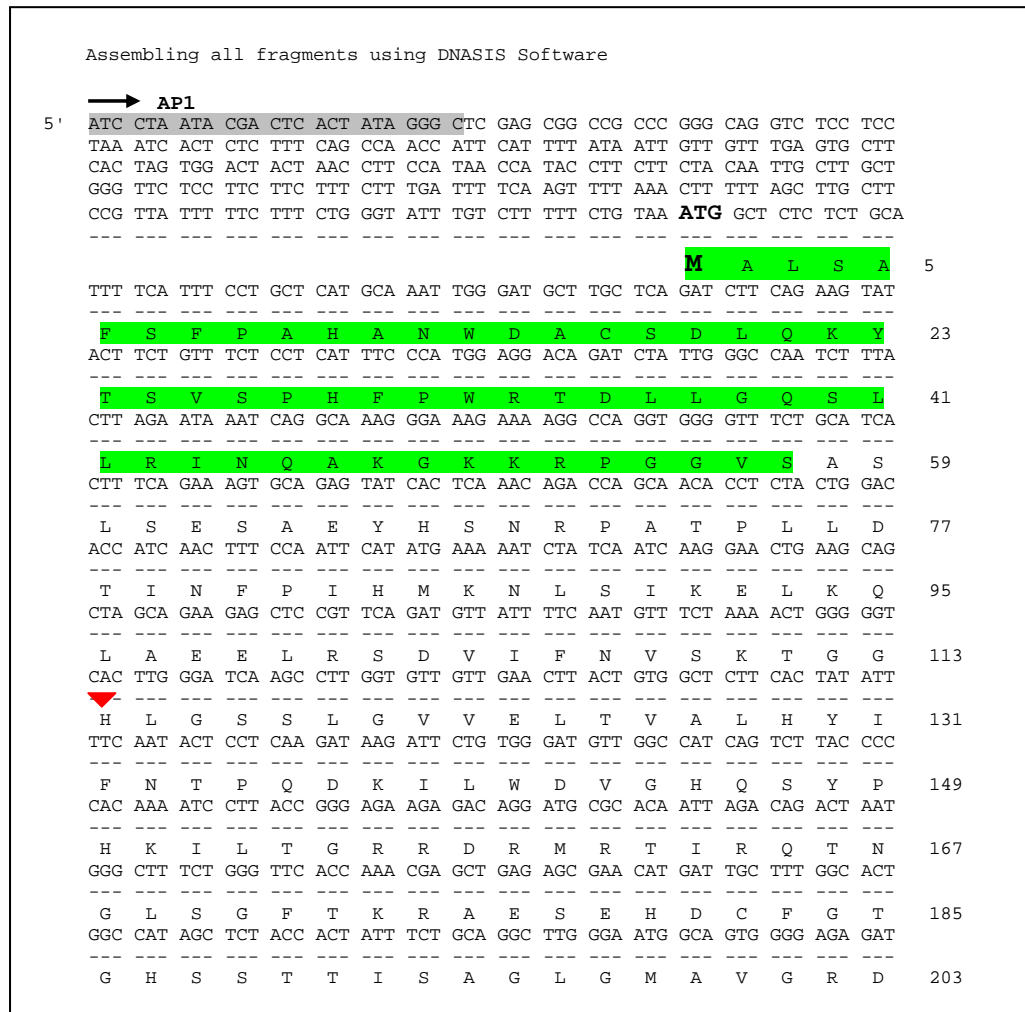 Assembling all fragments using DNASIS Software
AP1
5' ATC CTA ATA CGA CTC ACT ATA GGG CTC GAG CGG CCG CCC GGG CAG GTC TCC TCC
TAA ATC ACT CTC TTT CAG CCA ACC ATT CAT TTT ATA ATT GTT GTT TGA GTG CTT
CAC TAG TGG ACT ACT AAC CTT CCA TAA CCA TAC CTT CTT CTA CAA TTG CTT GCT
GGG TTC TCC TTC TTC TTT CTT TGA TTT TCA AGT TTT AAA CTT TTT AGC TTG CTT
CCG TTA TTT TTC TTT CTG GGT ATT TGT CTT TTT CTG TAA ATG GCT CTC TCT GCA
--- --- --- --- --- --- --- --- --- --- --- --- --- --- --- --- --- ---
M A L S A 5
TTT TCA TTT CCT GCT CAT GCA AAT TGG GAT GCT TGC TCA GAT CTT CAG AAG TAT
--- --- --- --- --- --- --- --- --- --- --- --- --- --- --- --- --- ---
F S F P A H A N W D A C S D L Q K Y 23
ACT TCT GTT TCT CCT CAT TTC CCA TGG AGG ACA GAT CTA TTG GGC CAA TCT TTA
--- --- --- --- --- --- --- --- --- --- --- --- --- --- --- --- --- ---
T S V S P H F P W R T D L L G Q S L 41
CTT AGA ATA AAT CAG GCA AAG GGA AAG AAA AGG CCA GGT GGG GTT TCT GCA TCA
--- --- --- --- --- --- --- --- --- --- --- --- --- --- --- --- --- ---
L R I N Q A K G K K R P G G V S A S 59
CTT TCA GAA AGT GCA GAG TAT CAC TCA AAC AGA CCA GCA ACA CCT CTA CTG GAC
--- --- --- --- --- --- --- --- --- --- --- --- --- --- --- --- --- ---
L S E S A E Y H S N R P A T P L L D 77
ACC ATC AAC TTT CCA ATT CAT ATG AAA AAT CTA TCA ATC AAG GAA CTG AAG CAG
--- --- --- --- --- --- --- --- --- --- --- --- --- --- --- --- --- ---
T I N F P I H M K N L S I K E L K Q 95
CTA GCA GAA GAG CTC CGT TCA GAT GTT ATT TTC AAT GTT TCT AAA ACT GGG GGT
--- --- --- --- --- --- --- --- --- --- --- --- --- --- --- --- --- ---
L A E E L R S D V I F N V S K T G G 113
CAC TTG GGA TCA AGC CTT GGT GTT GTT GAA CTT ACT GTG GCT CTT CAC TAT ATT
--- --- --- --- --- --- --- --- --- --- --- --- --- --- --- --- --- ---
H L G S S L G V V E L T V A L H Y I 131
TTC AAT ACT CCT CAA GAT AAG ATT CTG TGG GAT GTT GGC CAT CAG TCT TAC CCC
--- --- --- --- --- --- --- --- --- --- --- --- --- --- --- --- --- ---
F N T P Q D K I L W D V G H Q S Y P 149
CAC AAA ATC CTT ACC GGG AGA AGA GAC AGG ATG CGC ACA ATT AGA CAG ACT AAT
--- --- --- --- --- --- --- --- --- --- --- --- --- --- --- --- --- ---
H K I L T G R R D R M R T I R Q T N 167
GGG CTT TCT GGG TTC ACC AAA CGA GCT GAG AGC GAA CAT GAT TGC TTT GGC ACT
--- --- --- --- --- --- --- --- --- --- --- --- --- --- --- --- --- ---
G L S G F T K R A E S E H D C F G T 185
GGC CAT AGC TCT ACC ACT ATT TCT GCA GGC TTG GGA ATG GCA GTG GGG AGA GAT
--- --- --- --- --- --- --- --- --- --- --- --- --- --- --- --- --- ---
G H S S T T I S A G L G M A V G R D 203